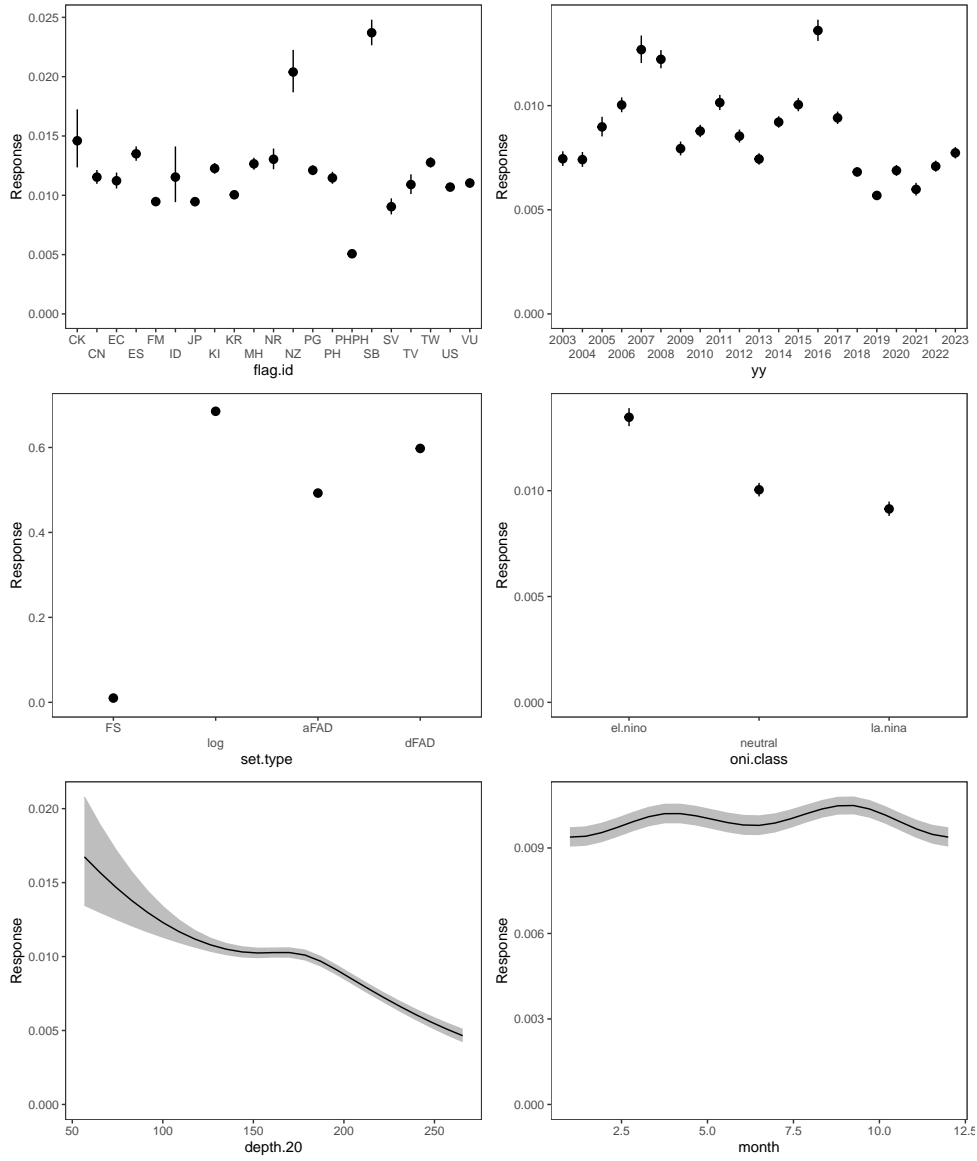 0.025
0.020
0.015
0.010
0.005
0.000
Response
CK EC FM JP KR NR PG PHPH SV TW VU
CN ES ID KI MH NZ PH SB TV US
flag.id
0.010
0.005
0.000
Response
2003 2005 2007 2009 2011 2013 2015 2017 2019 2021 2023
2004 2006 2008 2010 2012 2014 2016 2018 2020 2022
yy
0.6
0.4
0.2
0.0
Response
FS aFAD
log dFAD
set.type
0.010
0.005
0.000
Response
el.nino la.nina
neutral
oni.class
0.020
0.015
0.010
0.005
0.000
Response
50 100 150 200 250
depth.20
0.009
0.006
0.003
0.000
Response
2.5 5.0 7.5 10.0 12.5
month